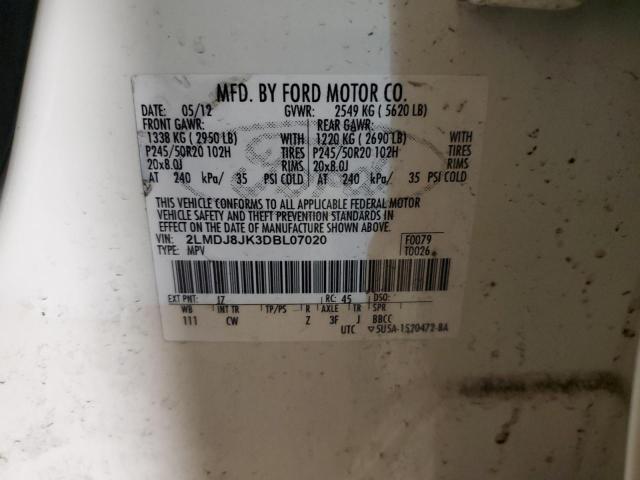 MFD. BY FORD MOTOR CO.
DATE: 05/12 GVWR: 2549 KG ( 5620 LB)
FRONT GAWR: REAR GAWR:
1338 KG ( 2950 LB) WITH 1220 KG ( 2690 LB) WITH
P245/50R20 102H TIRES P245/50R20 102H TIRES
20x8.0J RIMS 20x8.0J RIMS
AT 240 kPa/ 35 PSI COLD AT 240 kPa/ 35 PSI COLD
THIS VEHICLE CONFORMS TO ALL APPLICABLE FEDERAL MOTOR
VEHICLE SAFETY AND THEFT PREVENTION STANDARDS IN
EFFECT ON THE DATE OF MANUFACTURE SHOWN ABOVE.
VIN: 2LMDJ8JK3DBL07020 F0079
TYPE: MPV T0026
EXT PNT: 17 RC: 45 DSO:
WB INT TR TP/PS R AXLE TR SPR
111 CW Z 3F J BBCC
UTC 5U5A-1520472-BA